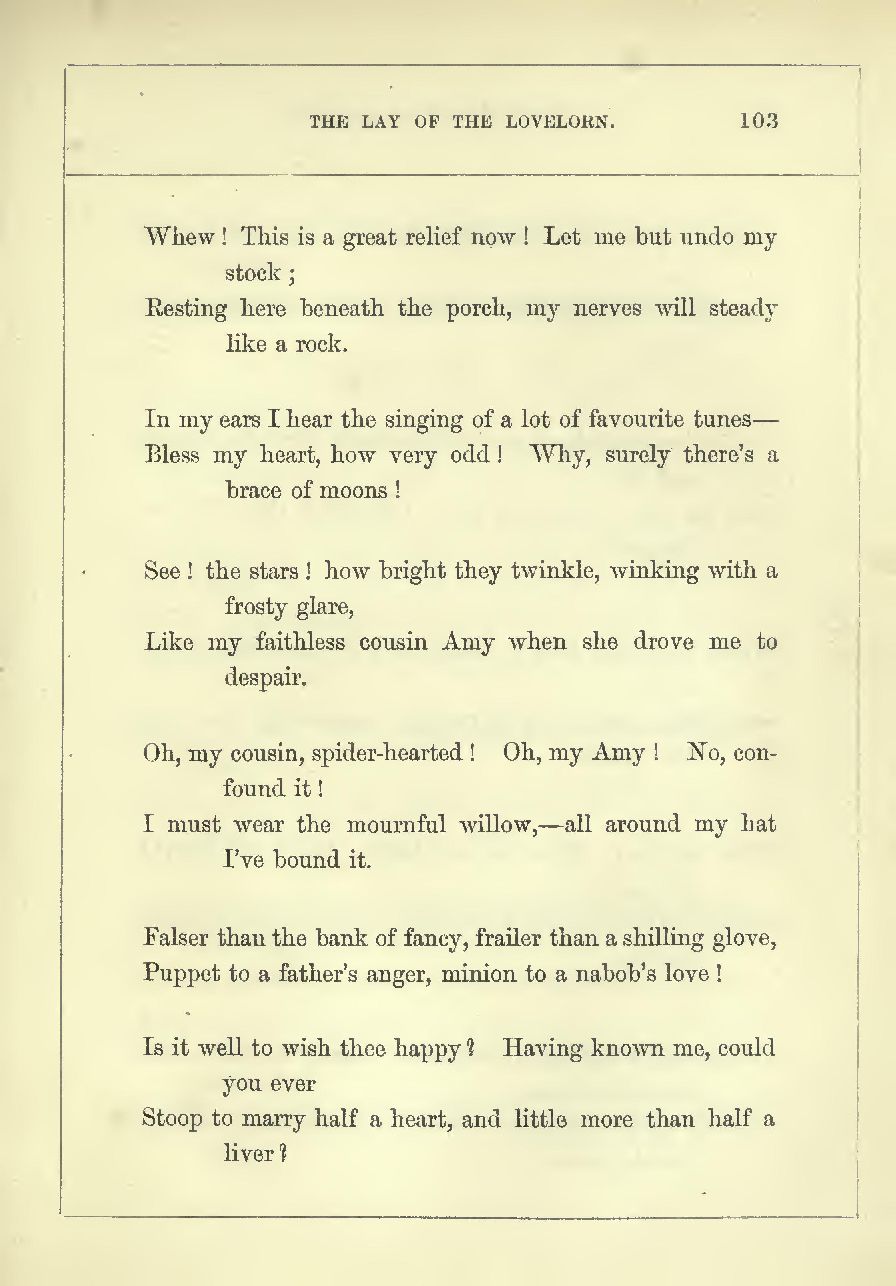 THE LAY OF THE LOVELORN. 103
Whew! This is a great relief now! Let me but undo my
stock;
Resting here beneath the porch, my nerves will steady
like a rock.
In my ears I hear the singing of a lot of favourite tunes—
Bless my heart, how very odd! Why, surely there's a
brace of moons!
See! the stars! how bright they twinkle, winking with a
frosty glare,
Like my faithless cousin Amy when she drove me to
despair.
Oh, my cousin, spider-hearted! Oh, my Amy! No, con-
found it!
I must wear the mournful willow,—all around my hat
I've bound it.
Falser than the bank of fancy, frailer than a shilling glove,
Puppet to a father's anger, minion to a nabob's love!
Is it well to wish thee happy? Having known me, could
you ever
Stoop to marry half a heart, and little more than half a
liver?